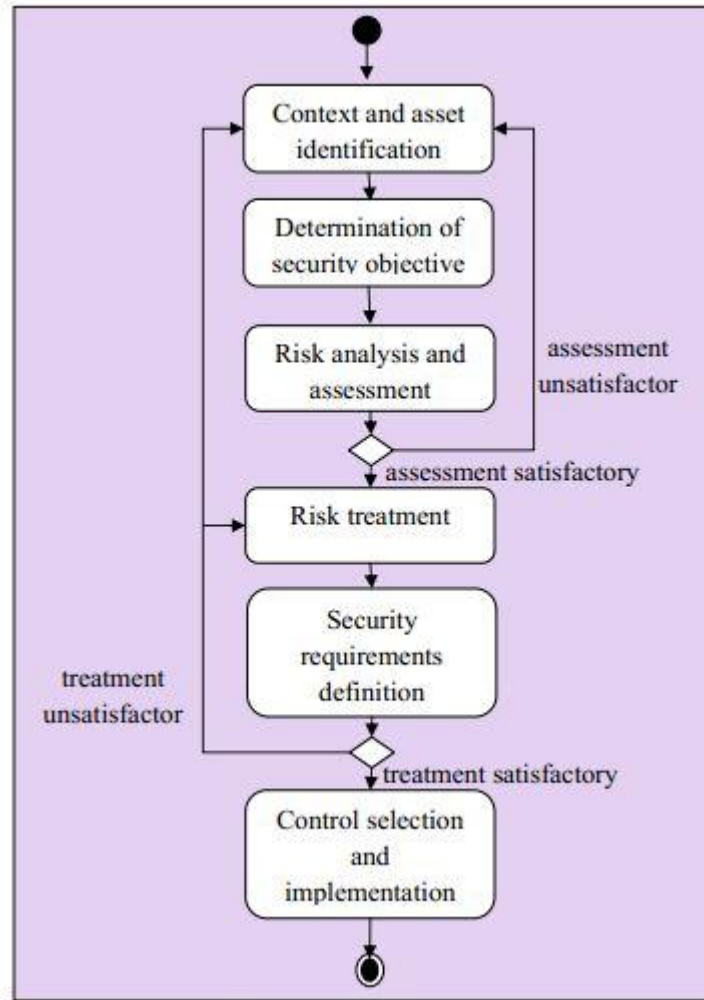 Context and asset
identification
Determination of
security objective
Risk analysis and
assessment
assessment
unsatisfactor
assessment satisfactory
Risk treatment
Security
requirements
definition
treatment
unsatisfactor
treatment satisfactory
Control selection
and
implementation